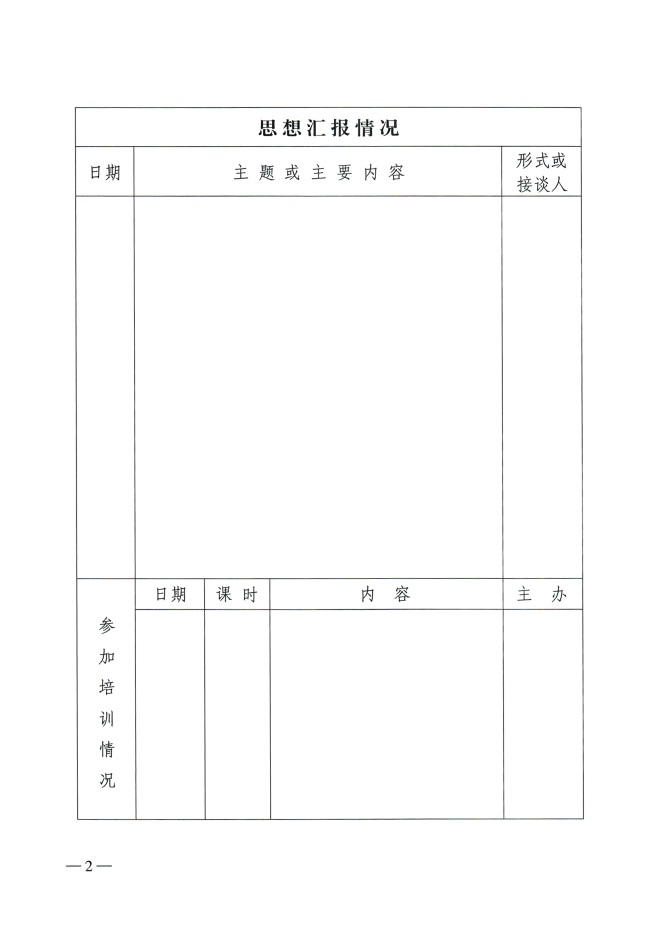 思想汇报情况
日期 主题或主要内容 形式或
接谈人
日期 课时 内容 主办
参
加
培
训
情
况
—2—